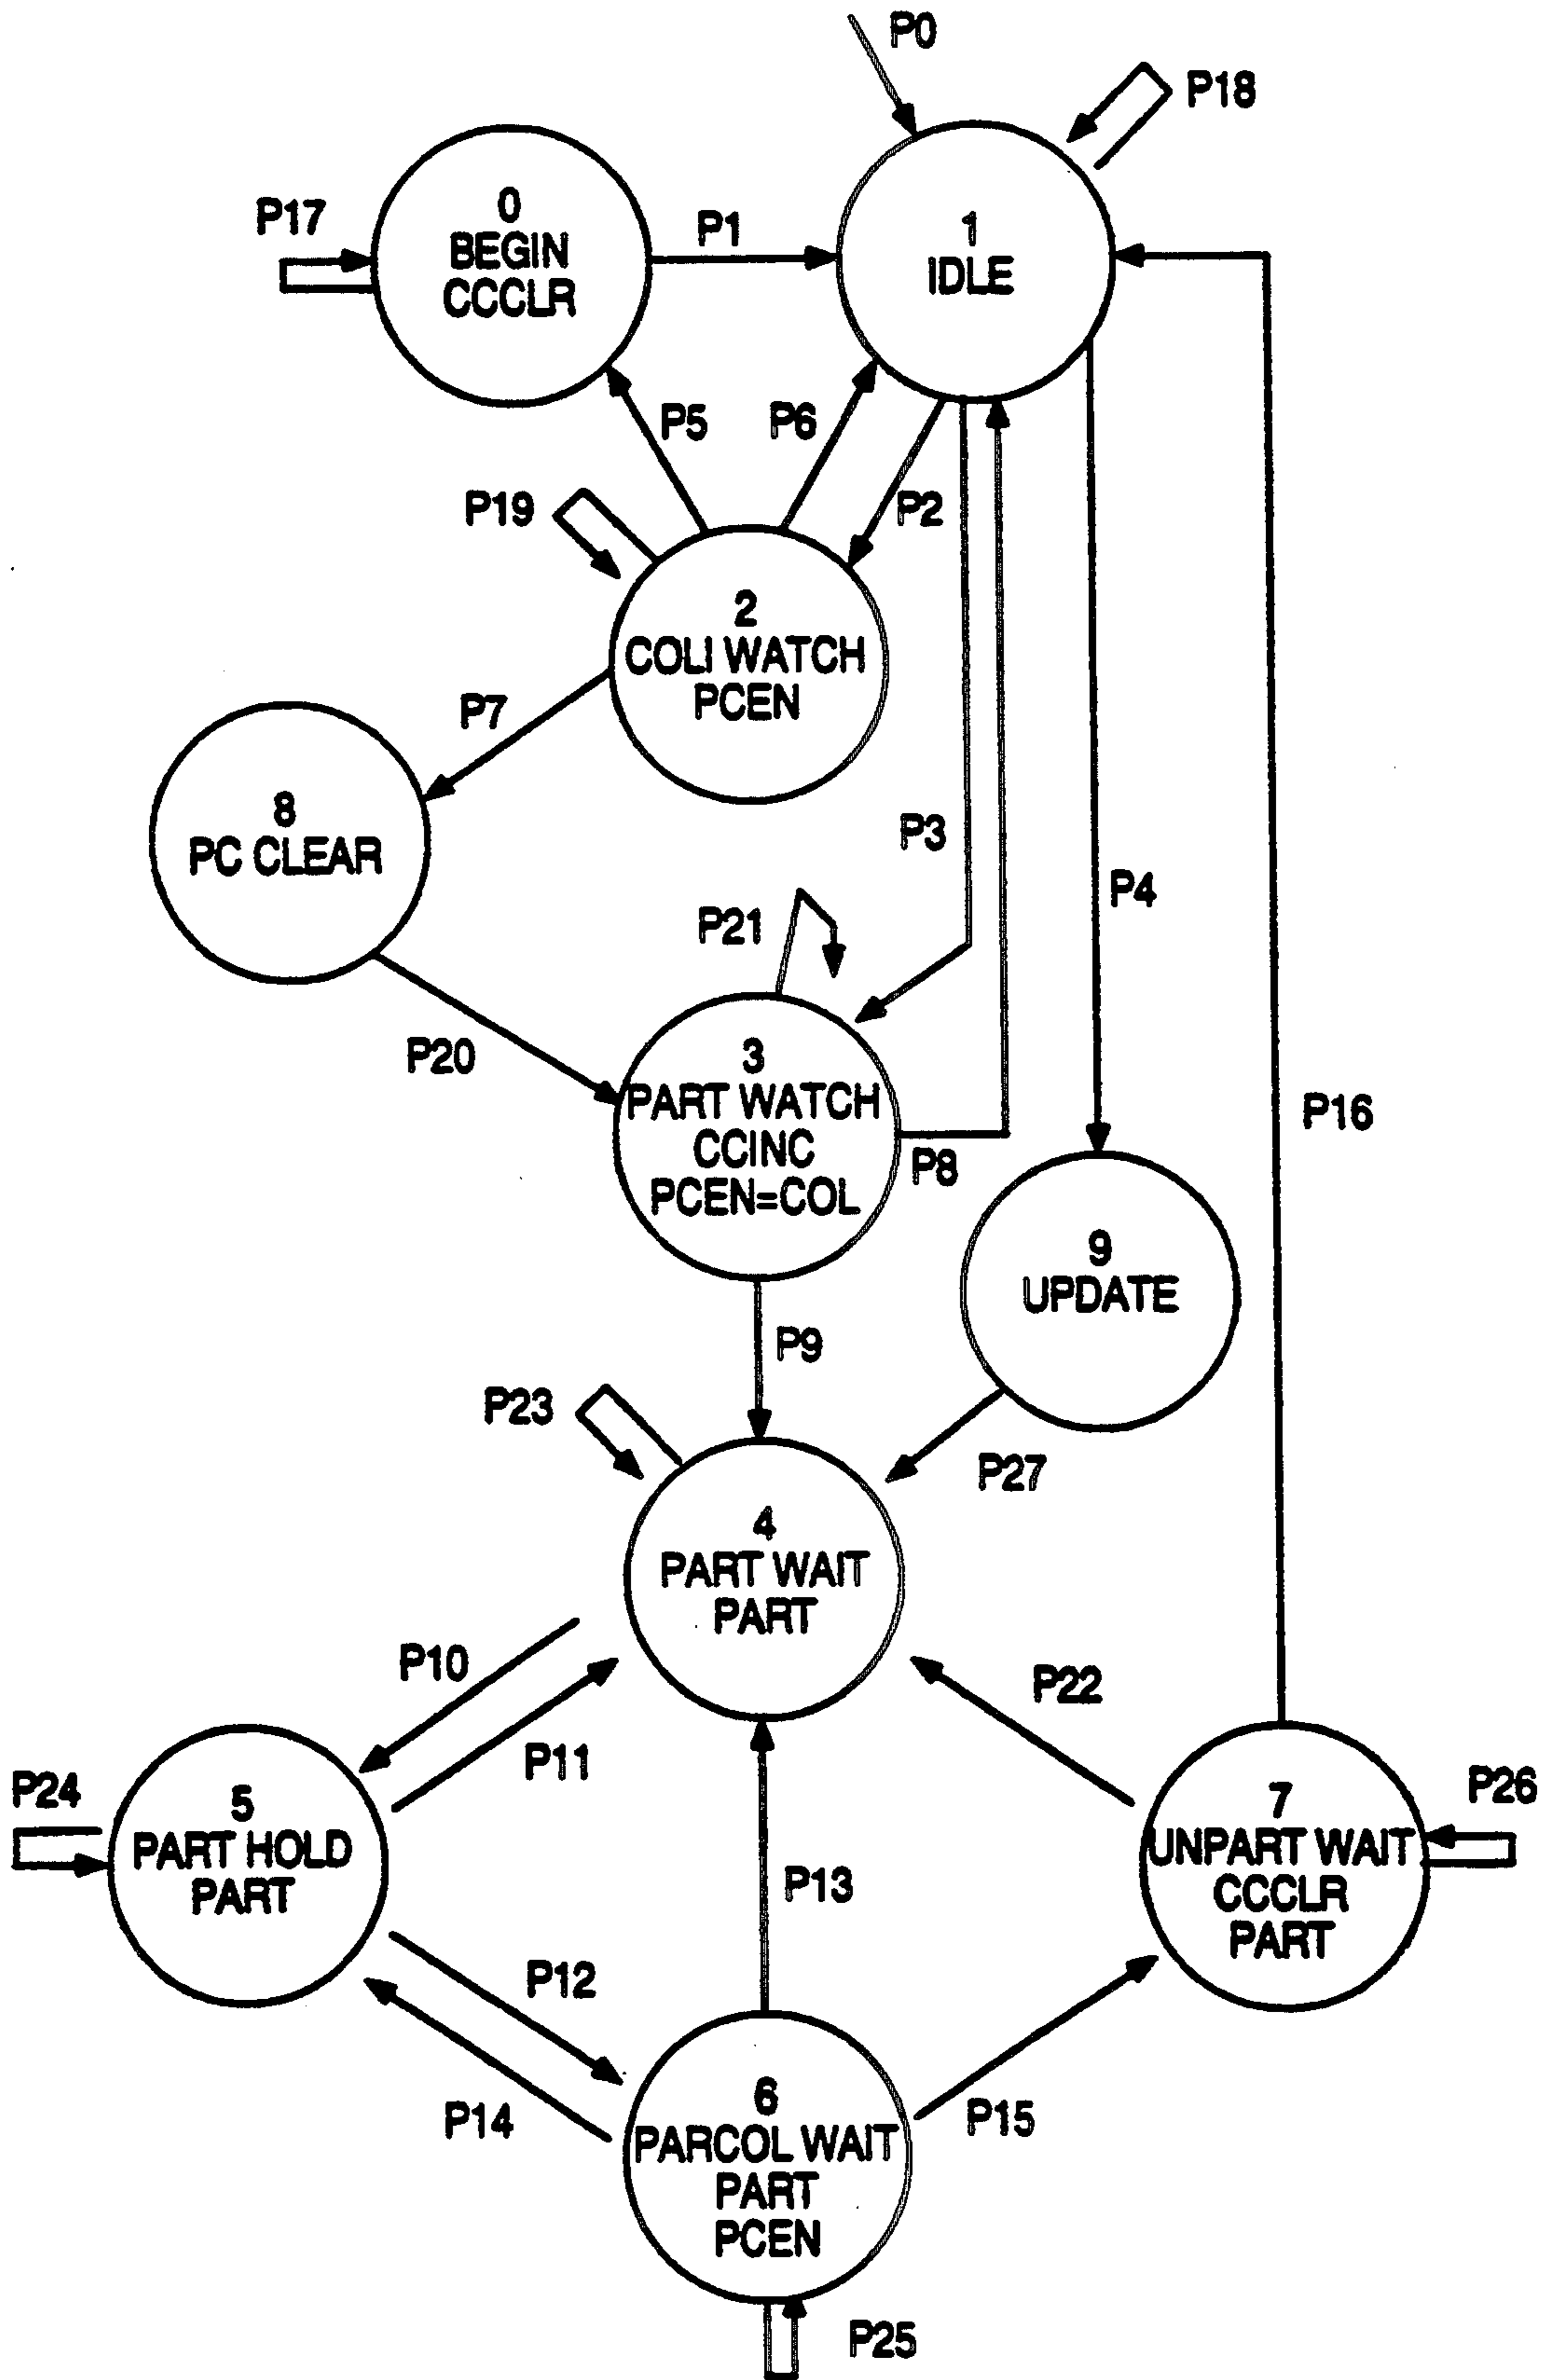 P0
P18
P17
0
BEGIN
CCCLR
P1
1
IDLE
P5
P6
P19
P2
2
COLI WATCH
PCEN
P7
8
PC CLEAR
P3
P4
P21
P20
3
PART WATCH
CCINC
PCEN=COL
P8
P16
9
UPDATE
P9
P23
P27
4
PART WAIT
PART
P10
P22
P11
P24
5
PART HOLD
PART
P26
7
UNPART WAIT
CCCLR
PART
P13
P12
P14
P15
6
PARCOL WAIT
PART
PCEN
P25